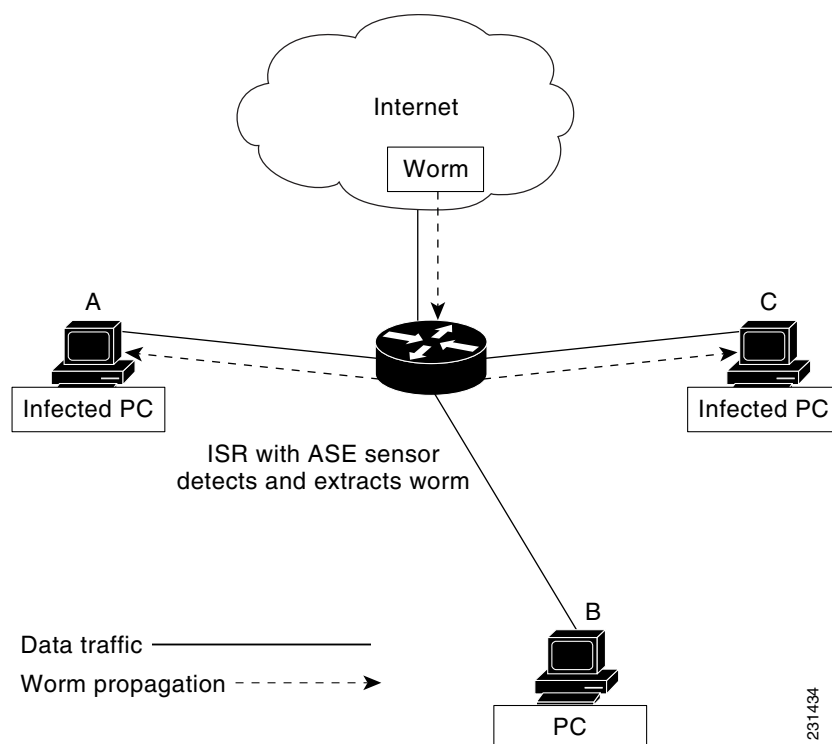 Internet
Worm
A
C
Infected PC
Infected PC
ISR with ASE sensor
detects and extracts worm
B
Data traffic
Worm propagation
PC
231434